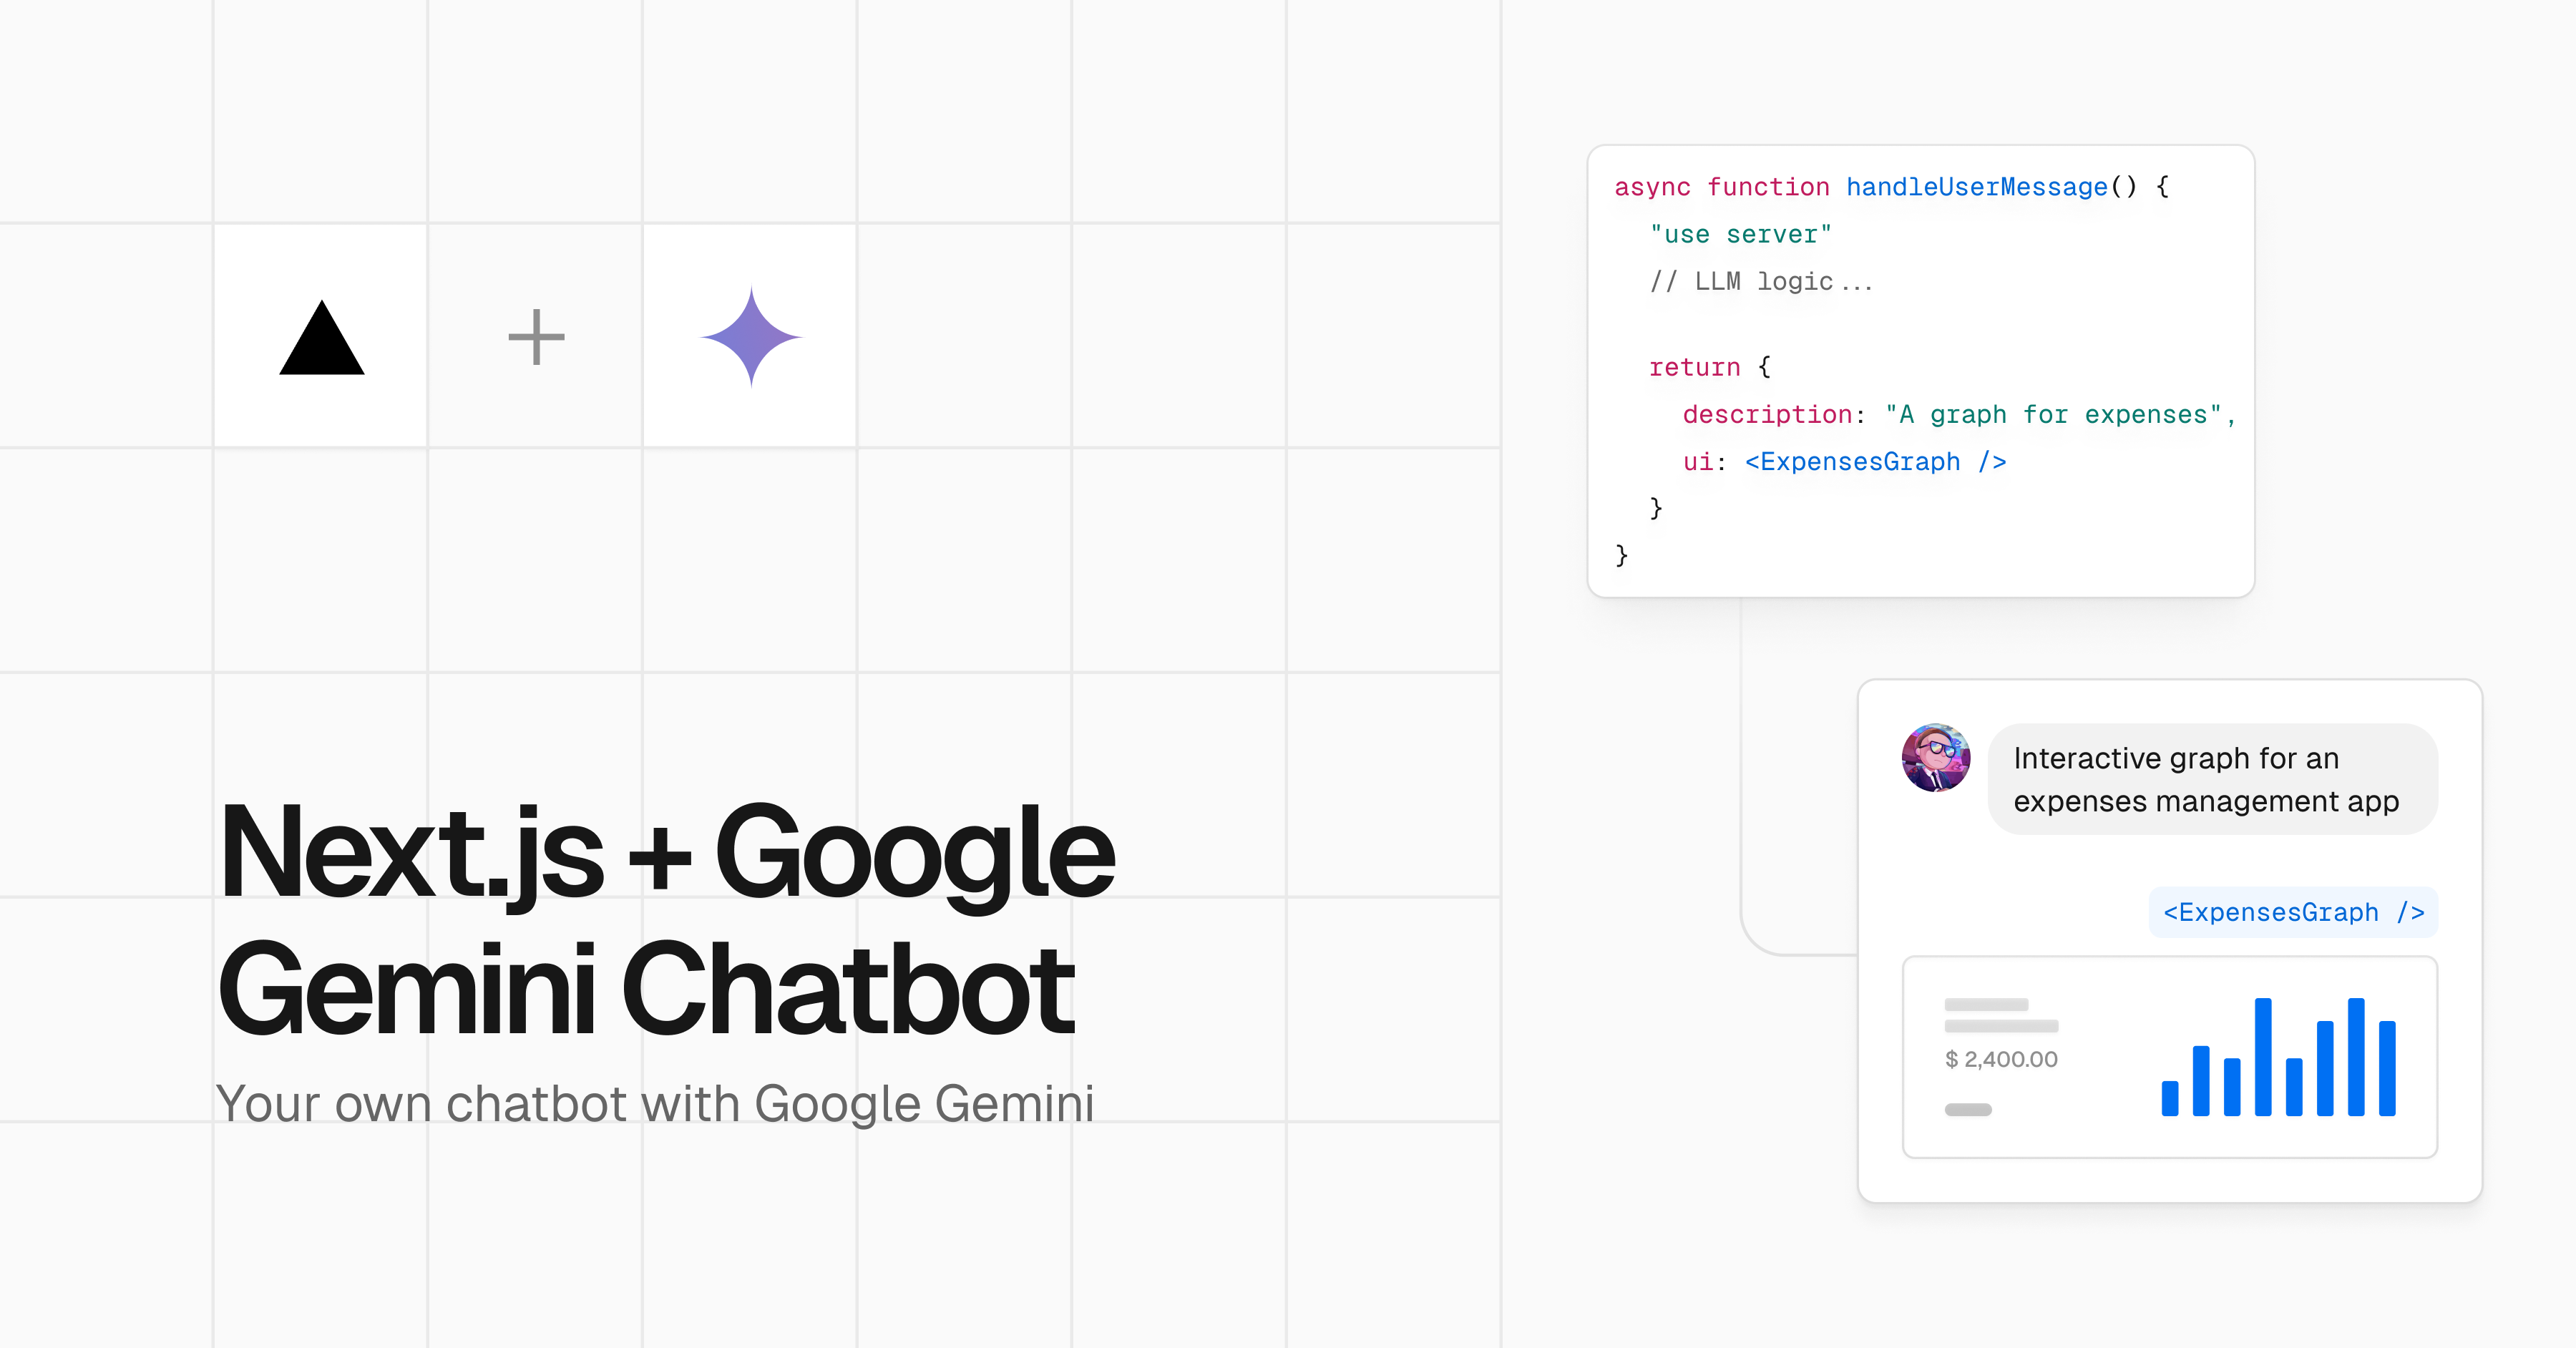 Next.js + Google
Gemini Chatbot
Your own chatbot with Google Gemini
async function handleUserMessage() {
"use server"
// LLM logic...
return {
description: "A graph for expenses",
ui: <ExpensesGraph />
}
}
Interactive graph for an
expenses management app
<ExpensesGraph />
$ 2,400.00